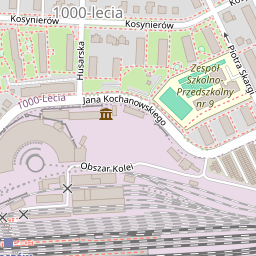 1000-lecia
Kosynierów
Kosynierów
Husarska
Piotra Skargi
Zespół
Szkolno-
Przedszkolny
nr 9
1000-Lecia
Jana Kochanowskiego
Obszar Kolei